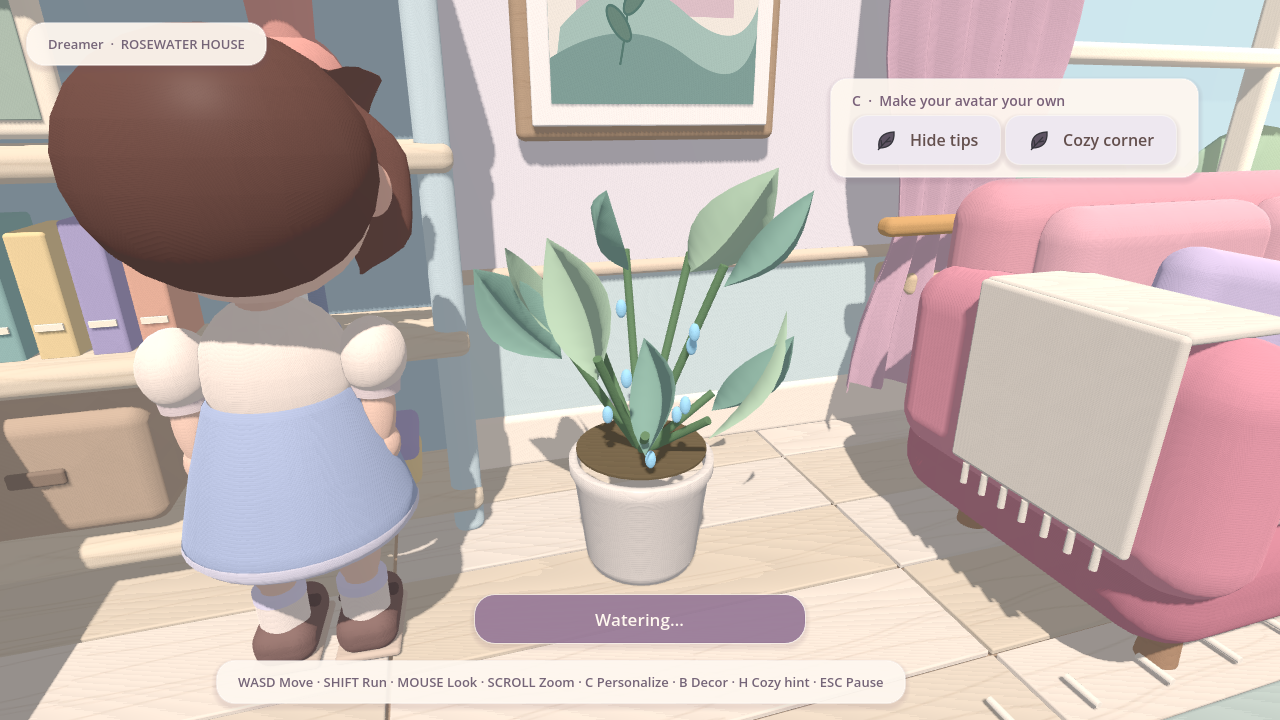 Dreamer · ROSEWATER HOUSE
C · Make your avatar your own
Hide tips
Cozy corner
Watering...
WASD Move · SHIFT Run · MOUSE Look · SCROLL Zoom · C Personalize · B Decor · H Cozy hint · ESC Pause